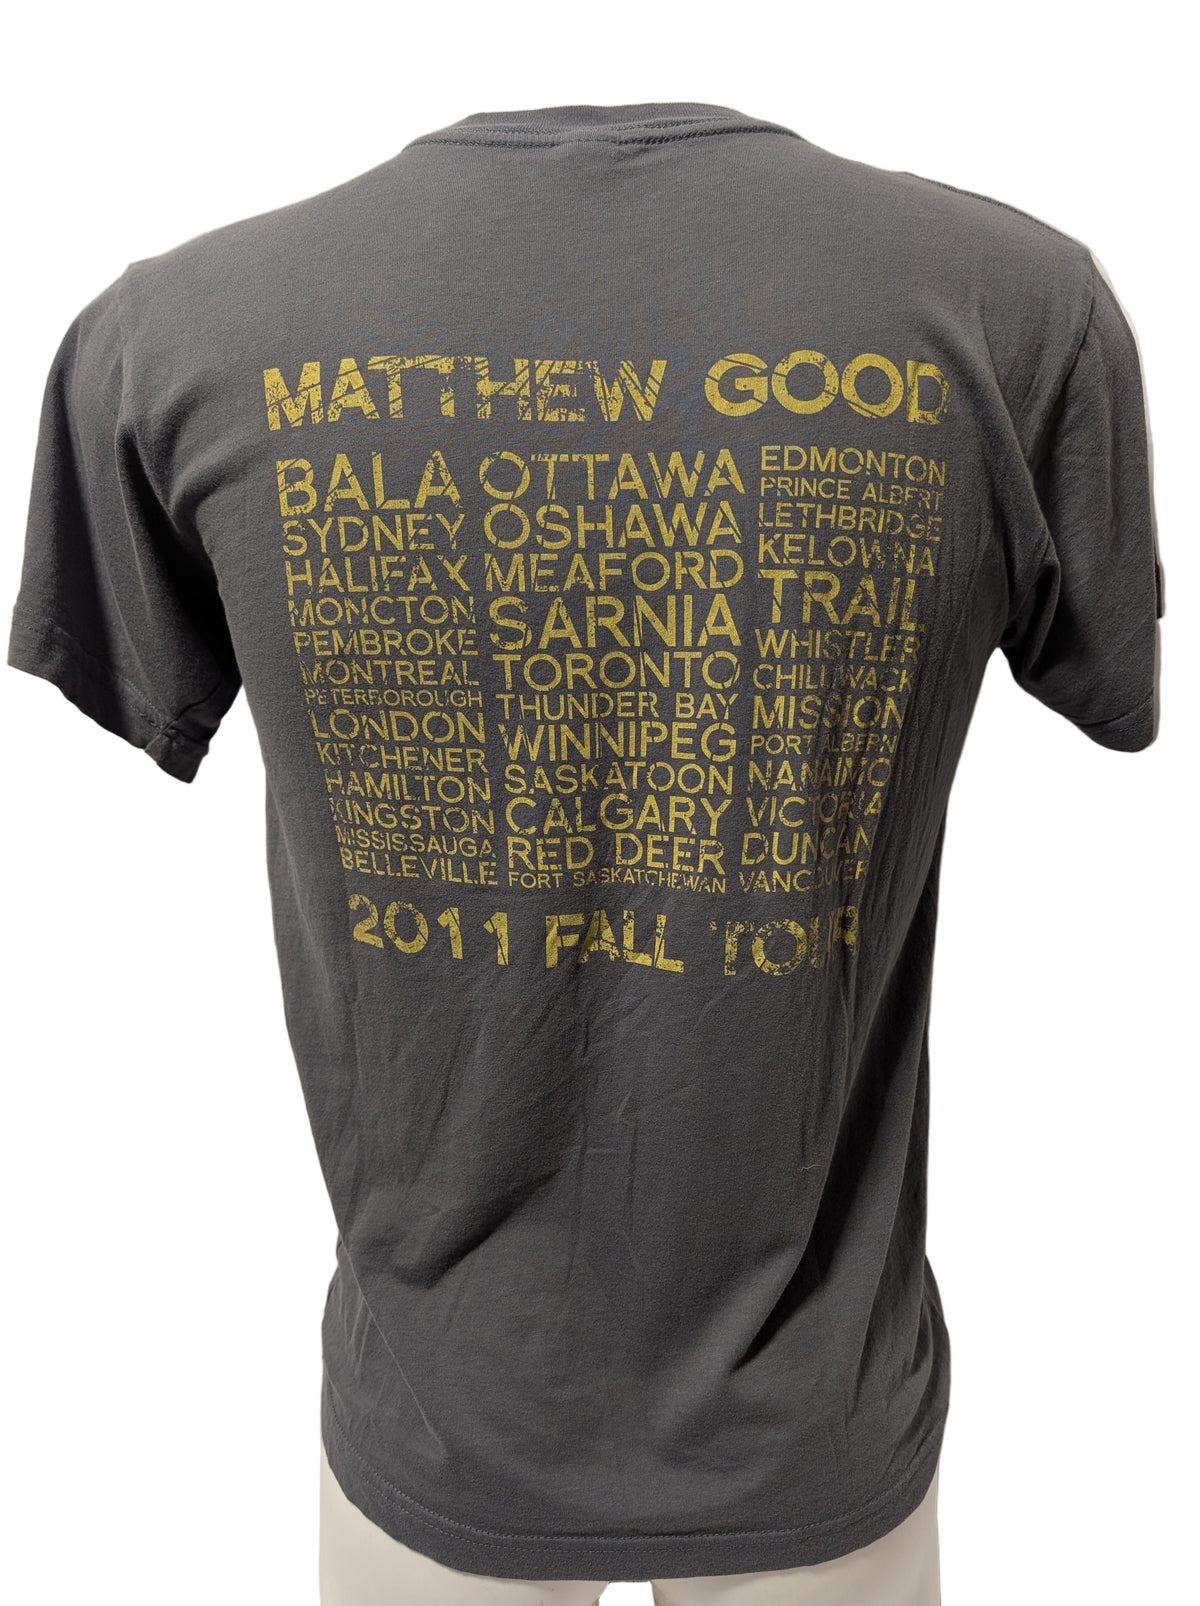 MATTHEW GOOD
BALA
SYDNEY
HALIFAX
MONCTON
PEMBROKE
MONTREAL
PETERBOROUGH
LONDON
KITCHENER
HAMILTON
KINGSTON
MISSISSAUGA
BELLEVILLE
OTTAWA
OSHAWA
MEAFORD
SARNIA
TORONTO
THUNDER BAY
WINNIPEG
SASKATOON
CALGARY
RED DEER
FORT SASKATCHEWAN
EDMONTON
PRINCE ALBERT
LETHBRIDGE
KELOWNA
TRAIL
WHISTLER
CHILLIWACK
MISSION
PORT ALBERNI
NANAIMO
VICTORIA
DUNCAN
VANCOUVER
2011 FALL TOUR